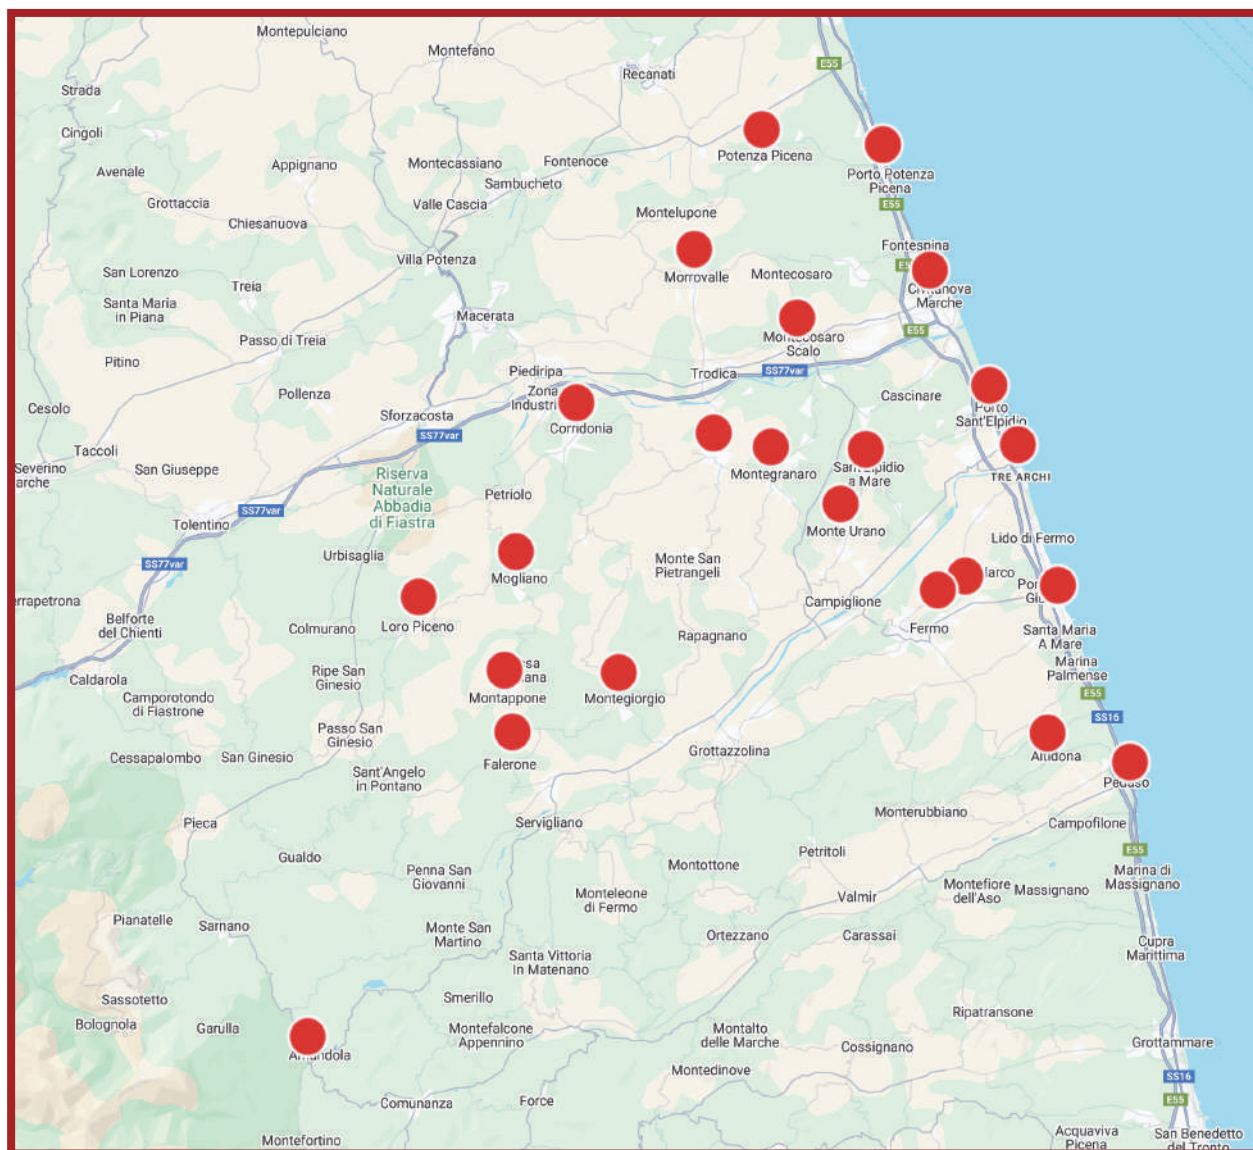 Montepulciano
Montefano
E55
Recanati
Strada
Cingoli
Potenza Picena
Appignano
Montecassiano
Fontenoce
Avenale
Sambucheto
Porto Potenza
Picena
Grottaccia
Valle Cascia
E55
Chiesanuova
Montelupone
Fontespina
Villa Potenza
San Lorenzo
Morrovalle
Montecosaro
Treia
Santa Maria
in Piana
Marche
Macerata
E55
Passo di Treia
Montecosaro
Scalo
Pitino
Piediripa
Trodica
SS77var
Zona
Pollenza
Cascinare
Cesolo
Sforzacosta
Porto
Sant'Elpidio
Corridonia
SS77var
Taccoli
San Giuseppe
Montegranaro
a Mare
TRE ARCHI
Severino
Riserva
Naturale
Abbadia
di Fiastra
Petriolo
SS77var
Tolentino
Monte Urano
Lido di Fermo
Urbisaglia
SS77var
Monte San
Pietrangeli
Mogliano
Campiglione
Belforte
del Chienti
Colmurano
Loro Piceno
Fermo
Rapagnano
Santa Maria
A Mare
Ripe San
Ginesio
Marina
Palmense
Caldarola
Camporotondo
di Fiastrone
Montappone
Montegiorgio
E55
SS16
Passo San
Ginesio
Grottazzolina
Cessapalombo
San Ginesio
Falerone
Altidona
Sant'Angelo
in Pontano
Pedaso
Monterubbiano
Pieca
Servigliano
Campofilone
Gualdo
Petritoli
E55
Penna San
Giovanni
Montottone
Marina di
Massignano
Monteleone
di Fermo
Valmir
Montefiore
dell'Aso
Massignano
Pianatelle
Sarnano
Monte San
Martino
Ortezzano
Carassai
Cupra
Marittima
Santa Vittoria
In Matenano
Sassotetto
Smerillo
Ripatransone
Bolognola
Garulla
Montefalcone
Appennino
Montalto
delle Marche
Cossignano
Grottammare
Amandola
Montedinove
SS16
Comunanza
Force
E55
Montefortino
Acquaviva
Picena
San Benedetto
del Tronto